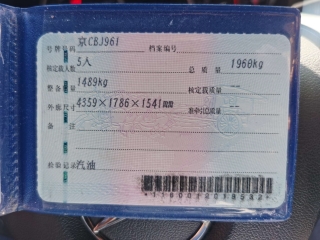 号牌号码 京CBJ961 档案编号
核定载人数 5人 总质量 1960kg
整备质量 1489kg 核定载质量 --
外廓尺寸 4359×1786×1541mm 准牵引总质量 --
备注
检验记录 汽油